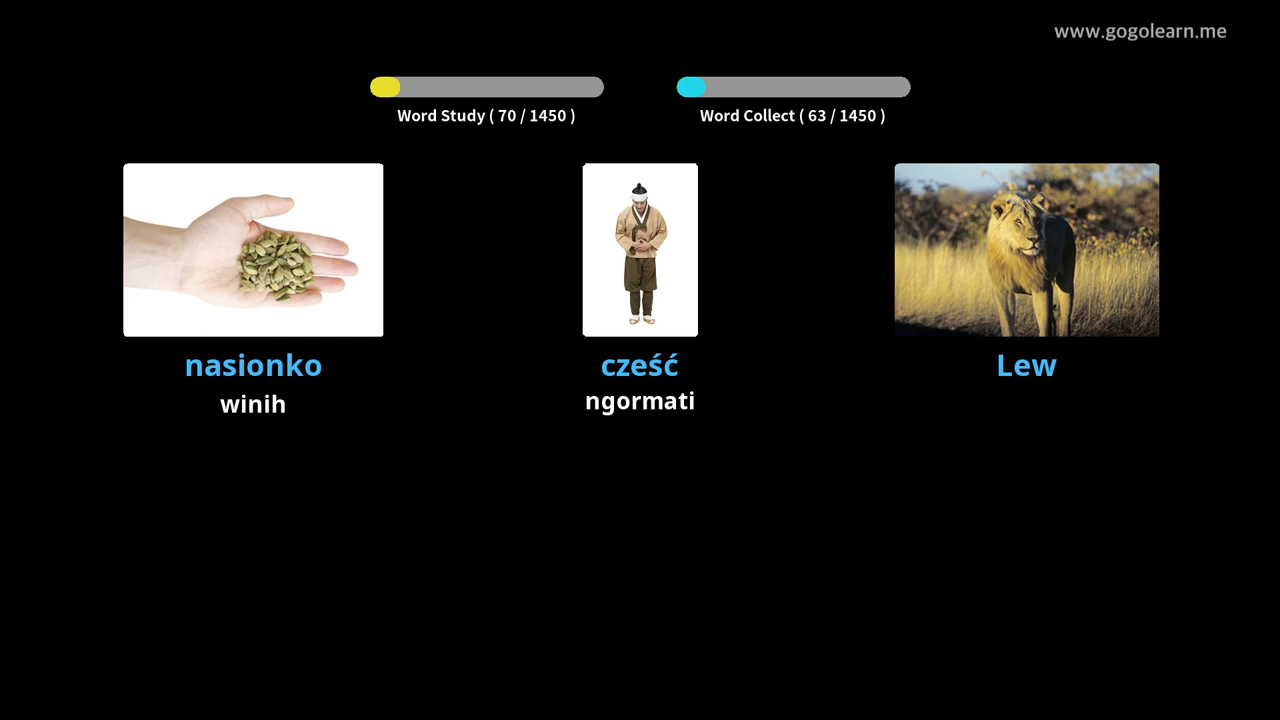 www.gogolearn.me
Word Study ( 70 / 1450 )
Word Collect ( 63 / 1450 )
nasionko
cześć
Lew
winih
ngormati